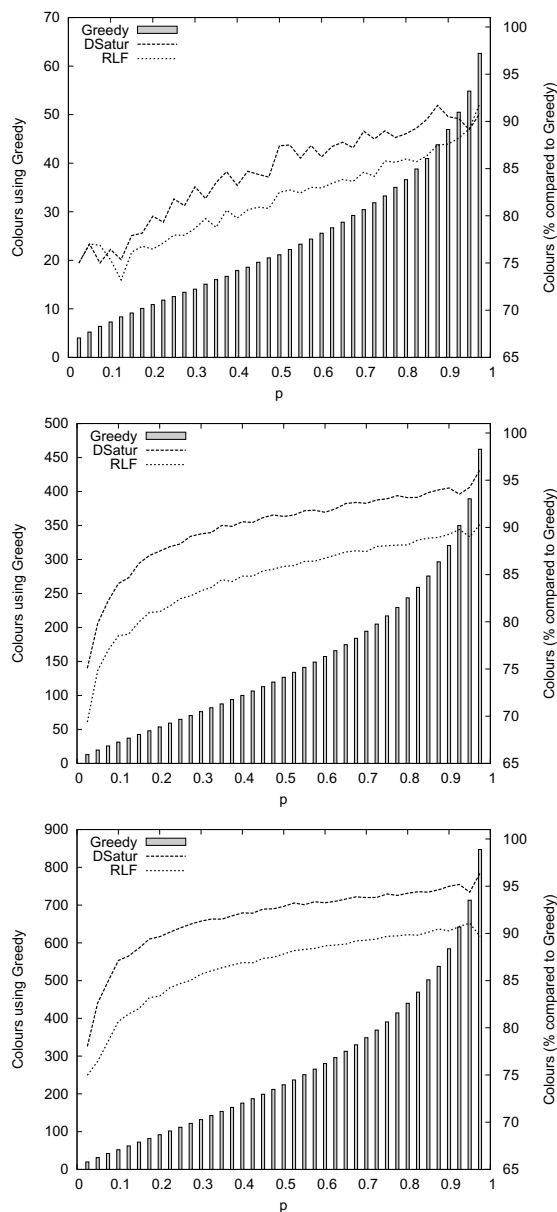 Greedy
DSatur
RLF
Colours using Greedy
Colours (% compared to Greedy)
70
60
50
40
30
20
10
0
100
95
90
85
80
75
70
65
0 0.1 0.2 0.3 0.4 0.5 0.6 0.7 0.8 0.9 1
p
Greedy
DSatur
RLF
Colours using Greedy
Colours (% compared to Greedy)
500
450
400
350
300
250
200
150
100
50
0
100
95
90
85
80
75
70
65
0 0.1 0.2 0.3 0.4 0.5 0.6 0.7 0.8 0.9 1
p
Greedy
DSatur
RLF
Colours using Greedy
Colours (% compared to Greedy)
900
800
700
600
500
400
300
200
100
0
100
95
90
85
80
75
70
65
0 0.1 0.2 0.3 0.4 0.5 0.6 0.7 0.8 0.9 1
p